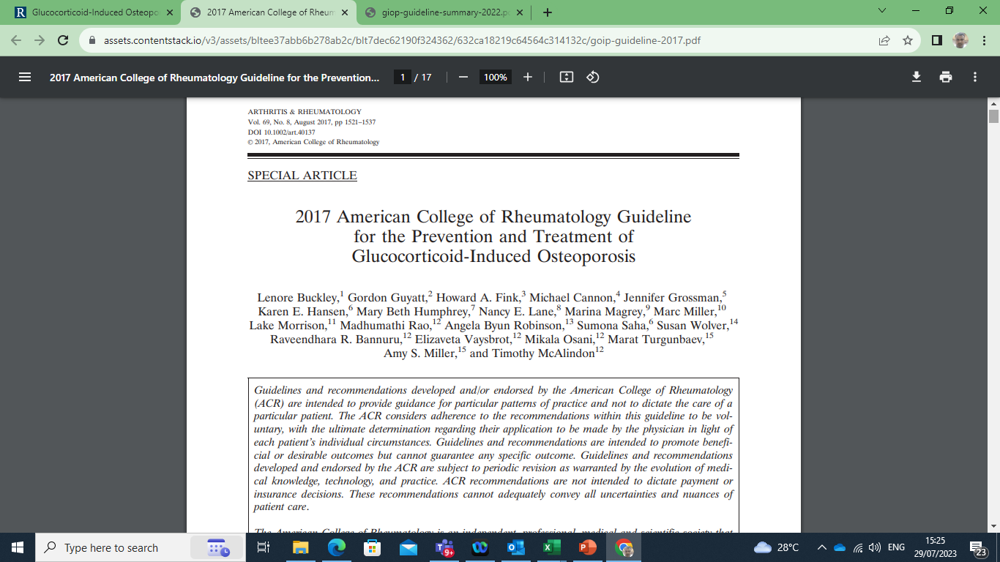 Glucocorticoid-Induced Osteopo
2017 American College of Rheum
giop-guideline-summary-2022.p
assets.contentstack.io/v3/assets/bltee37abb6b278ab2c/blt7dec62190f324362/632ca18219c64564c314132c/goip-guideline-2017.pdf
2017 American College of Rheumatology Guideline for the Prevention...
1 / 17
100%
ARTHRITIS & RHEUMATOLOGY
Vol. 69, No. 8, August 2017, pp 1521–1537
DOI 10.1002/art.40137
© 2017, American College of Rheumatology
SPECIAL ARTICLE
2017 American College of Rheumatology Guideline
for the Prevention and Treatment of
Glucocorticoid-Induced Osteoporosis
Lenore Buckley,1 Gordon Guyatt,2 Howard A. Fink,3 Michael Cannon,4 Jennifer Grossman,5
Karen E. Hansen,6 Mary Beth Humphrey,7 Nancy E. Lane,8 Marina Magrey,9 Marc Miller,10
Lake Morrison,11 Madhumathi Rao,12 Angela Byun Robinson,13 Sumona Saha,6 Susan Wolver,14
Raveendhara R. Bannuru,12 Elizaveta Vaysbrot,12 Mikala Osani,12 Marat Turgunbaev,15
Amy S. Miller,15 and Timothy McAlindon12
Guidelines and recommendations developed and/or endorsed by the American College of Rheumatology
(ACR) are intended to provide guidance for particular patterns of practice and not to dictate the care of a
particular patient. The ACR considers adherence to the recommendations within this guideline to be vol-
untary, with the ultimate determination regarding their application to be made by the physician in light of
each patient's individual circumstances. Guidelines and recommendations are intended to promote benefi-
cial or desirable outcomes but cannot guarantee any specific outcome. Guidelines and recommendations
developed and endorsed by the ACR are subject to periodic revision as warranted by the evolution of medi-
cal knowledge, technology, and practice. ACR recommendations are not intended to dictate payment or
insurance decisions. These recommendations cannot adequately convey all uncertainties and nuances of
patient care.
The American College of Rheumatology is an independent, professional, medical and scientific society that
Type here to search
9+
28°C
ENG
15:25
29/07/2023
23